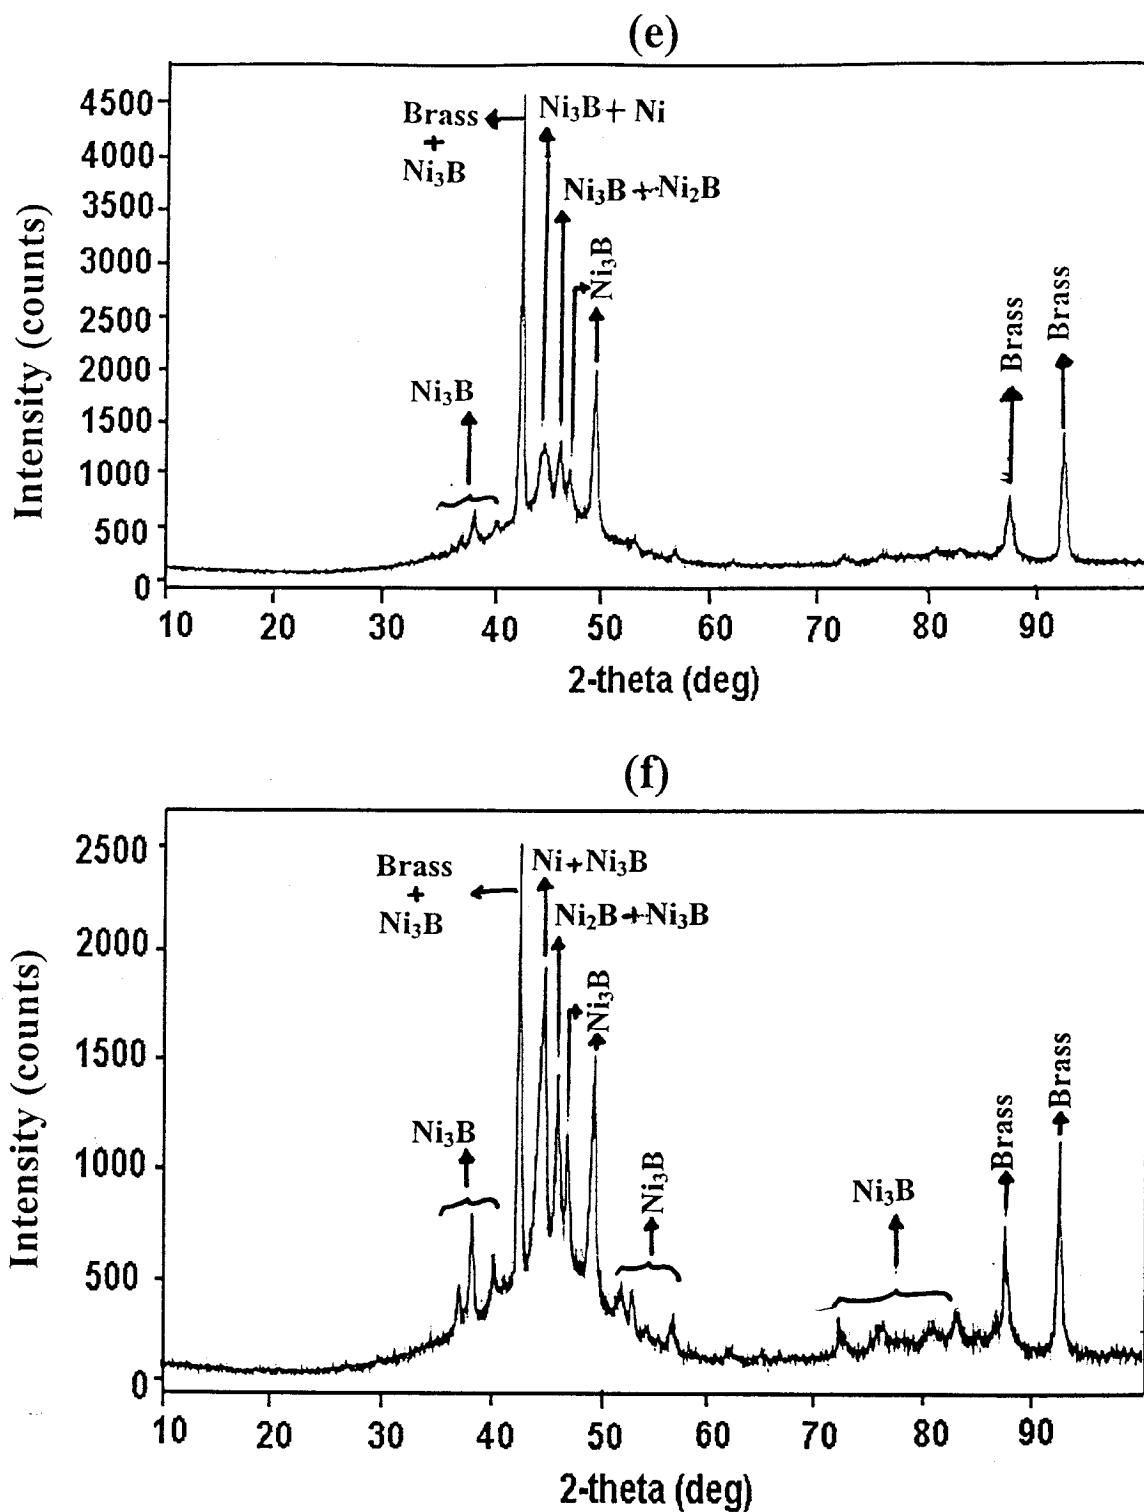 (e)
4500
4000
3500
3000
2500
2000
1500
1000
500
0
Intensity (counts)
Brass
+
Ni₃B
Ni₃B + Ni
Ni₃B + Ni₂B
Ni₃B
Ni₃B
Brass
Brass
10 20 30 40 50 60 70 80 90
2-theta (deg)
(f)
2500
2000
1500
1000
500
0
Intensity (counts)
Brass
+
Ni₃B
Ni+Ni₃B
Ni₂B + Ni₃B
Ni₃B
Ni₃B
Ni₃B
Ni₃B
Brass
Brass
10 20 30 40 50 60 70 80 90
2-theta (deg)